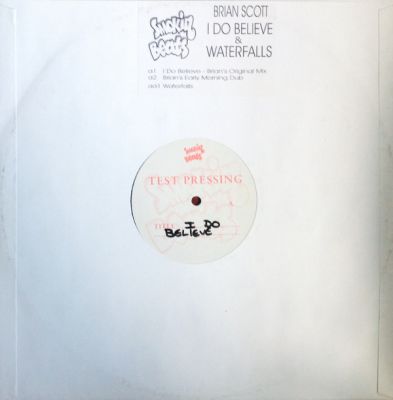 Smokin Beats
BRIAN SCOTT
I DO BELIEVE
&
WATERFALLS
a1. I Do Believe - Brian's Original Mix
a2. Brian's Early Morning Dub
aa1 Waterfalls
Smokin
Beats
TEST PRESSING
TITLE
I DO
BELIEVE